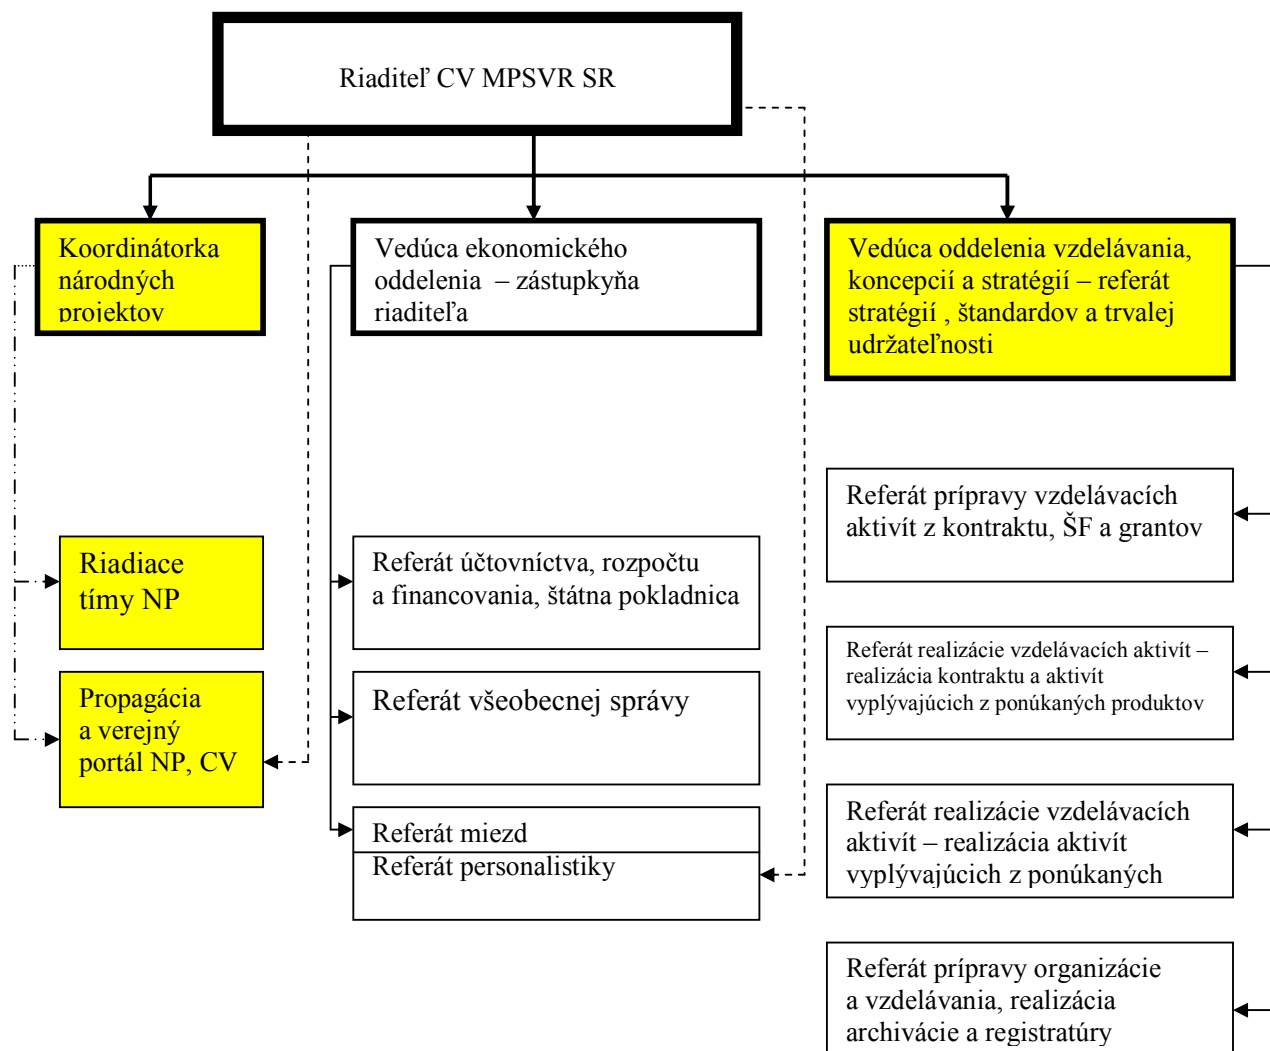 Riaditeľ CV MPSVR SR
Koordinátorka
národných
projektov
Vedúca ekonomického
oddelenia – zástupkyňa
riaditeľa
Vedúca oddelenia vzdelávania,
koncepcií a stratégií – referát
stratégií , štandardov a trvalej
udržateľnosti
Riadiace
tímy NP
Propagácia
a verejný
portál NP, CV
Referát účtovníctva, rozpočtu
a financovania, štátna pokladnica
Referát všeobecnej správy
Referát miezd
Referát personalistiky
Referát prípravy vzdelávacích
aktivít z kontraktu, ŠF a grantov
Referát realizácie vzdelávacích aktivít –
realizácia kontraktu a aktivít
vyplývajúcich z ponúkaných produktov
Referát realizácie vzdelávacích
aktivít – realizácia aktivít
vyplývajúcich z ponúkaných
Referát prípravy organizácie
a vzdelávania, realizácia
archivácie a registratúry